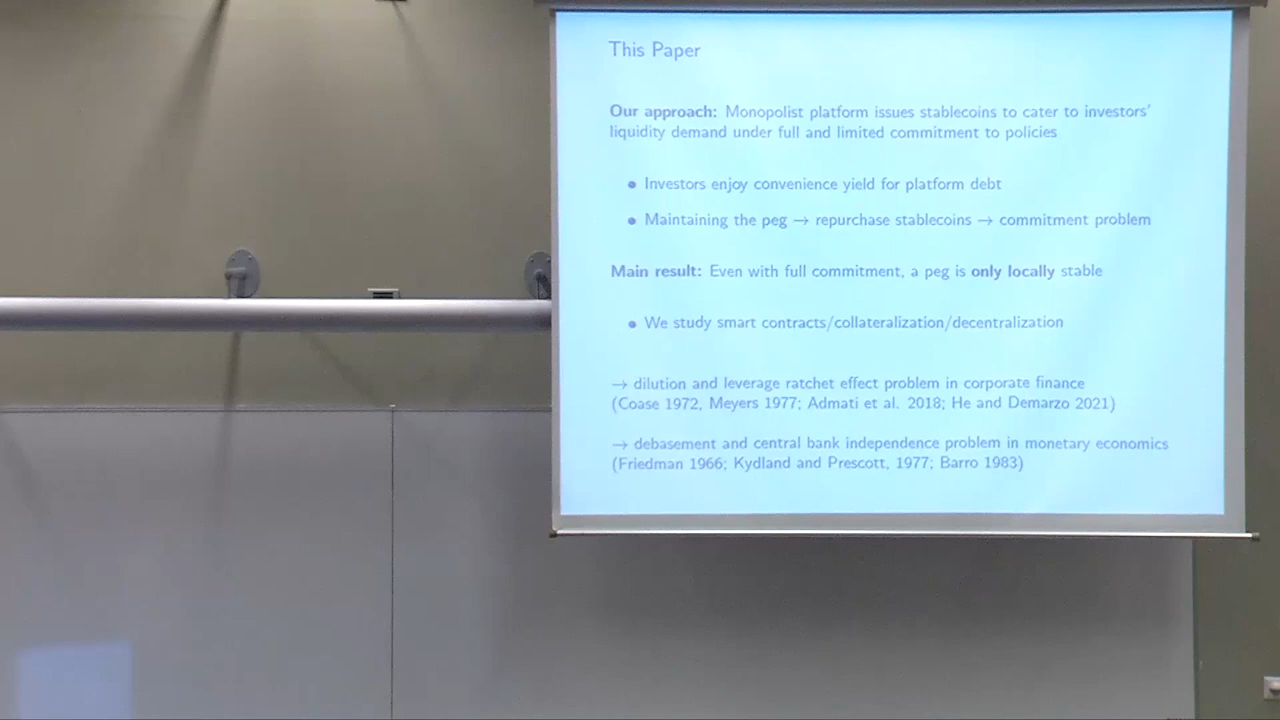 This Paper
Our approach: Monopolist platform issues stablecoins to cater to investors'
liquidity demand under full and limited commitment to policies
• Investors enjoy convenience yield for platform debt
• Maintaining the peg → repurchase stablecoins → commitment problem
Main result: Even with full commitment, a peg is only locally stable
• We study smart contracts/collateralization/decentralization
→ dilution and leverage ratchet effect problem in corporate finance
(Coase 1972, Meyers 1977; Admati et al. 2018; He and Demarzo 2021)
→ debasement and central bank independence problem in monetary economics
(Friedman 1966; Kydland and Prescott, 1977; Barro 1983)